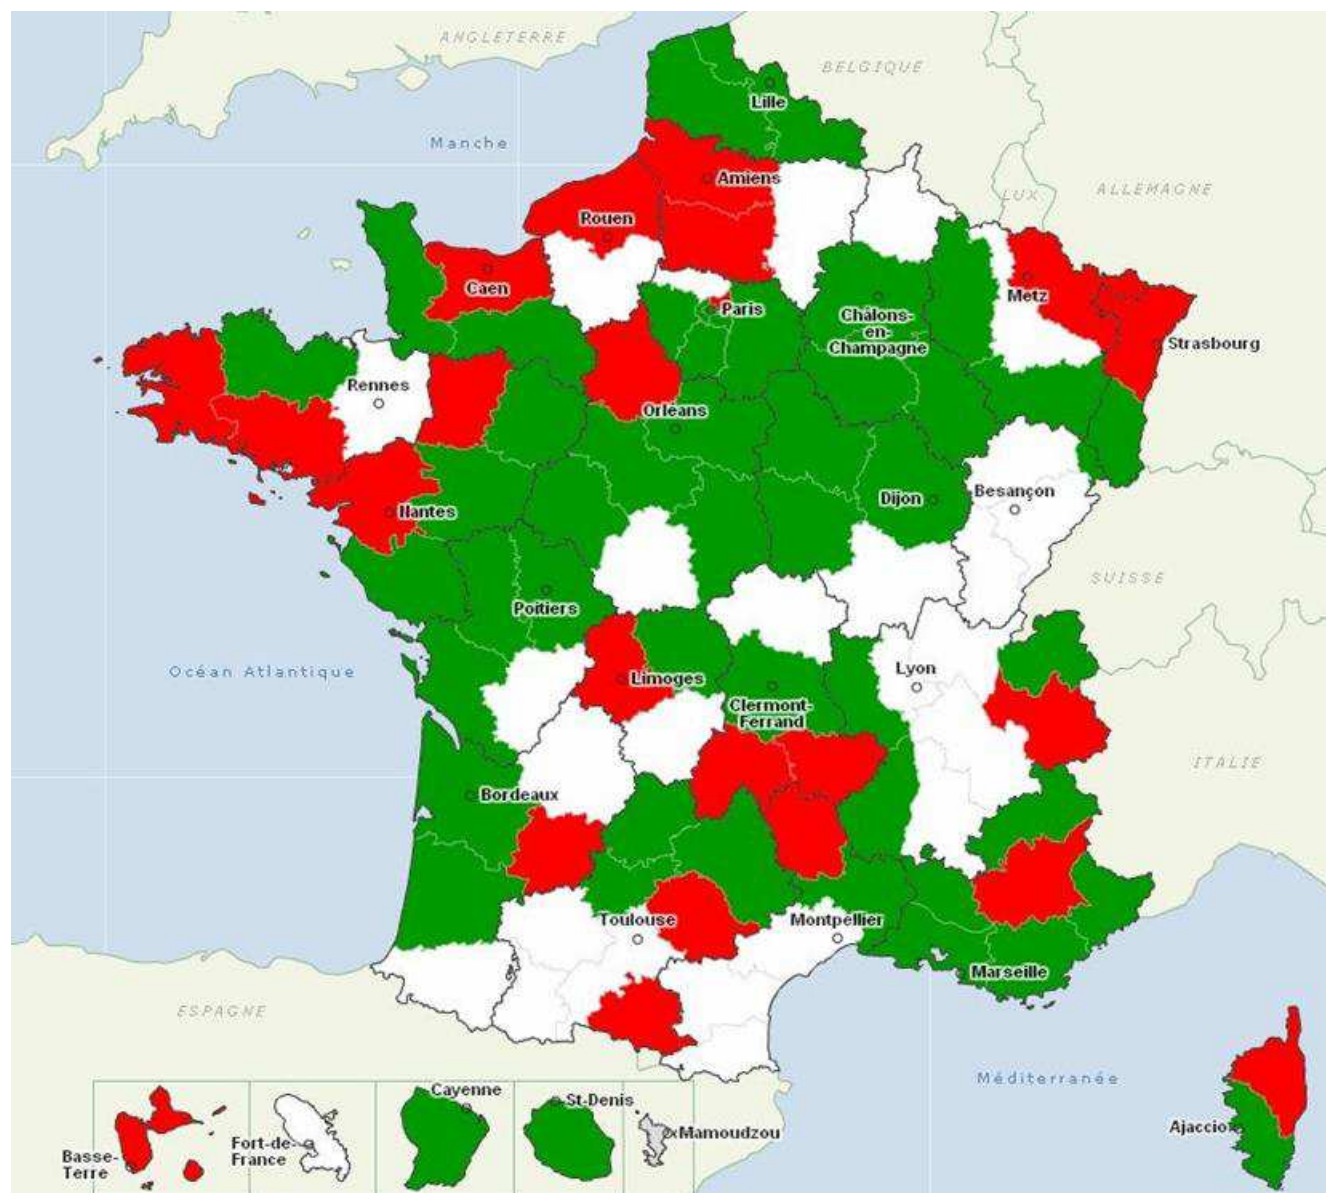 ANGLETERRE
BELGIQUE
Lille
Manche
Amiens
LUX
ALLEMAGNE
Rouen
Caen
Metz
Paris
Châlons-
en-
Champagne
Strasbourg
Rennes
Orléans
Besançon
Dijon
Nantes
SUISSE
Poitiers
Océan Atlantique
Lyon
Limoges
Clermont-
Ferrand
ITALIE
Bordeaux
Toulouse
Montpellier
Marseille
ESPAGNE
Méditerranée
Cayenne
St-Denis
Ajaccio
Mamoudzou
Fort-de-
France
Basse-
Terre